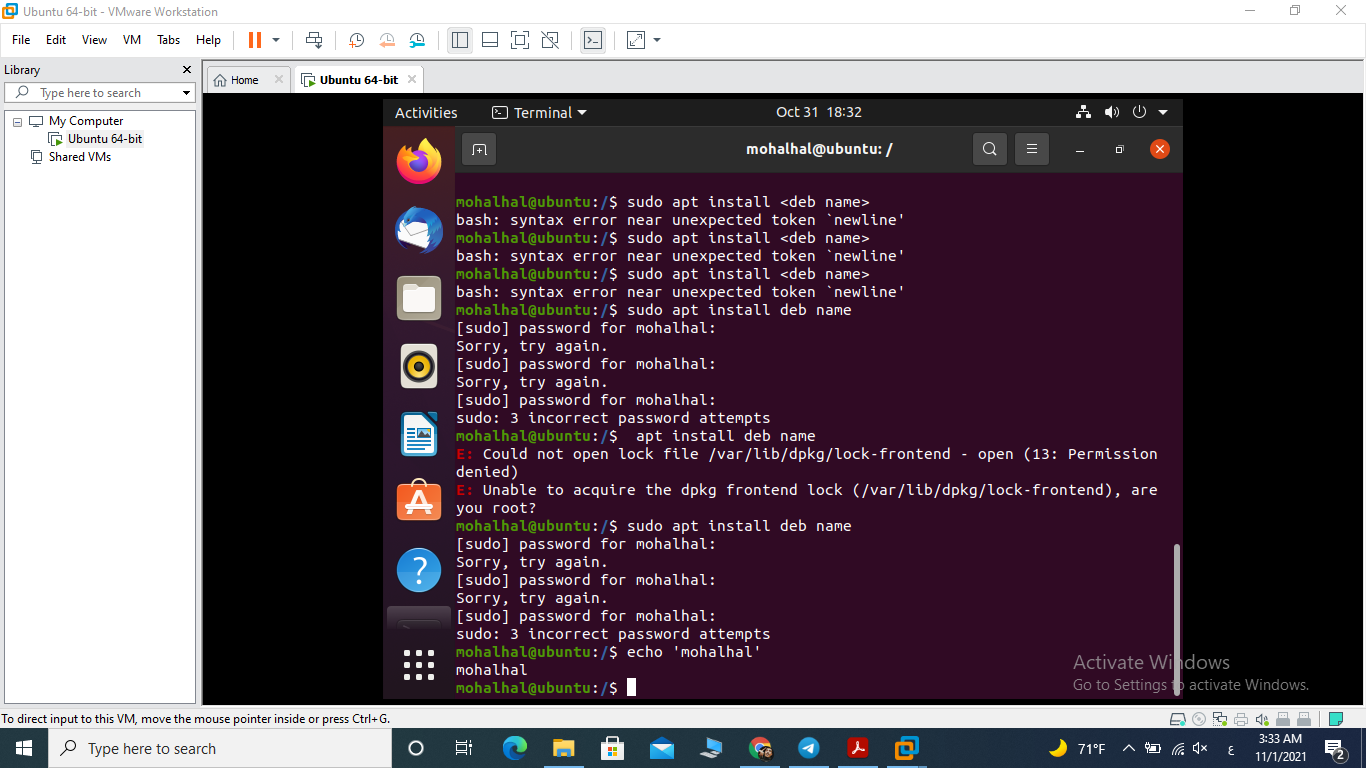 Ubuntu 64-bit - VMware Workstation
File Edit View VM Tabs Help
Library
Type here to search
My Computer
Ubuntu 64-bit
Shared VMs
Home
Ubuntu 64-bit
Activities
Terminal
Oct 31 18:32
mohalhal@ubuntu: /
mohalhal@ubuntu:/$ sudo apt install <deb name>
bash: syntax error near unexpected token `newline'
mohalhal@ubuntu:/$ sudo apt install <deb name>
bash: syntax error near unexpected token `newline'
mohalhal@ubuntu:/$ sudo apt install <deb name>
bash: syntax error near unexpected token `newline'
mohalhal@ubuntu:/$ sudo apt install deb name
[sudo] password for mohalhal:
Sorry, try again.
[sudo] password for mohalhal:
Sorry, try again.
[sudo] password for mohalhal:
sudo: 3 incorrect password attempts
mohalhal@ubuntu:/$  apt install deb name
E: Could not open lock file /var/lib/dpkg/lock-frontend - open (13: Permission
denied)
E: Unable to acquire the dpkg frontend lock (/var/lib/dpkg/lock-frontend), are
you root?
mohalhal@ubuntu:/$ sudo apt install deb name
[sudo] password for mohalhal:
Sorry, try again.
[sudo] password for mohalhal:
Sorry, try again.
[sudo] password for mohalhal:
sudo: 3 incorrect password attempts
mohalhal@ubuntu:/$ echo 'mohalhal'
mohalhal
mohalhal@ubuntu:/$
Activate Windows
Go to Settings to activate Windows.
To direct input to this VM, move the mouse pointer inside or press Ctrl+G.
Type here to search
71°F
ع
3:33 AM
11/1/2021
2